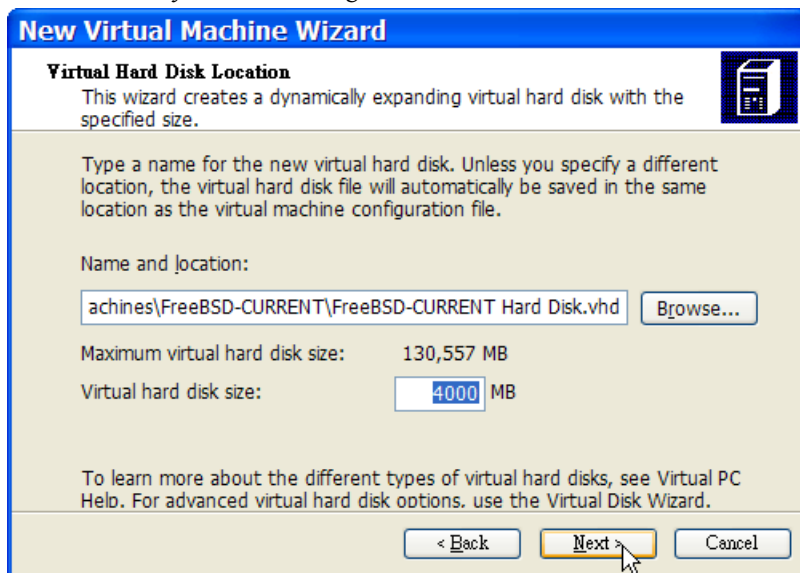 New Virtual Machine Wizard
Virtual Hard Disk Location
This wizard creates a dynamically expanding virtual hard disk with the
specified size.
Type a name for the new virtual hard disk. Unless you specify a different
location, the virtual hard disk file will automatically be saved in the same
location as the virtual machine configuration file.
Name and location:
achines\FreeBSD-CURRENT\FreeBSD-CURRENT Hard Disk.vhd Browse...
Maximum virtual hard disk size: 130,557 MB
Virtual hard disk size: 4000 MB
To learn more about the different types of virtual hard disks, see Virtual PC
Help. For advanced virtual hard disk options, use the Virtual Disk Wizard.
< Back Next > Cancel